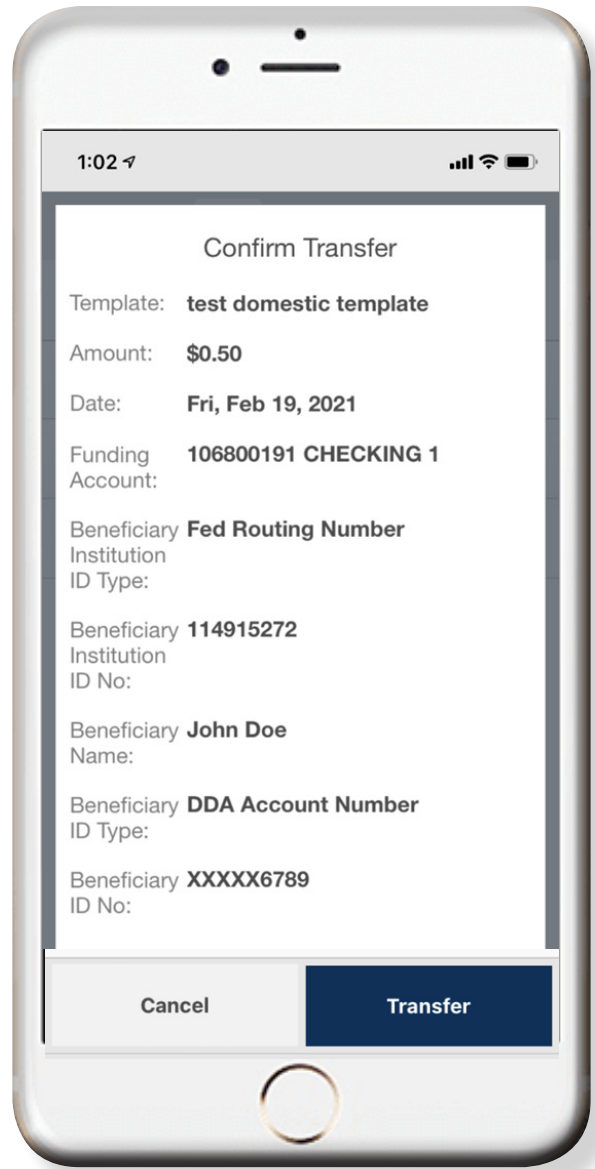 1:02
Confirm Transfer
Template: test domestic template
Amount: $0.50
Date: Fri, Feb 19, 2021
Funding 106800191 CHECKING 1
Account:
Beneficiary Fed Routing Number
Institution
ID Type:
Beneficiary 114915272
Institution
ID No:
Beneficiary John Doe
Name:
Beneficiary DDA Account Number
ID Type:
Beneficiary XXXXX6789
ID No:
Cancel Transfer